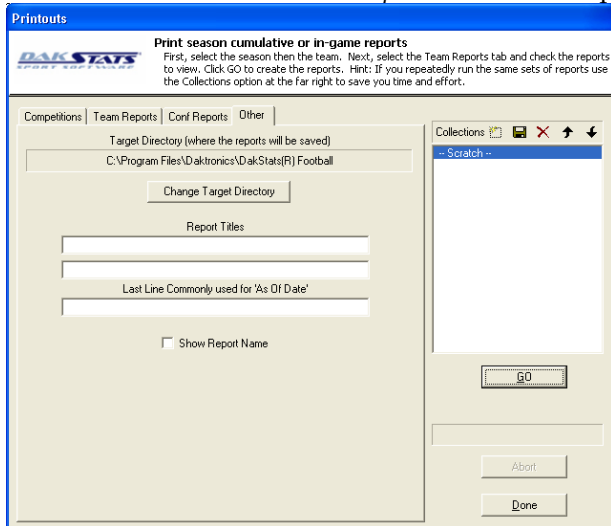 Printouts
DAKSTATS
SPORT SOFTWARE
Print season cumulative or in-game reports
First, select the season then the team. Next, select the Team Reports tab and check the reports
to view. Click GO to create the reports. Hint: If you repeatedly run the same sets of reports use
the Collections option at the far right to save you time and effort.
Competitions Team Reports Conf Reports Other
Target Directory (where the reports will be saved)
C:\Program Files\Daktronics\DakStats(R) Football
Change Target Directory
Report Titles
Last Line Commonly used for 'As Of Date'
Show Report Name
Collections
-- Scratch --
GO
Abort
Done